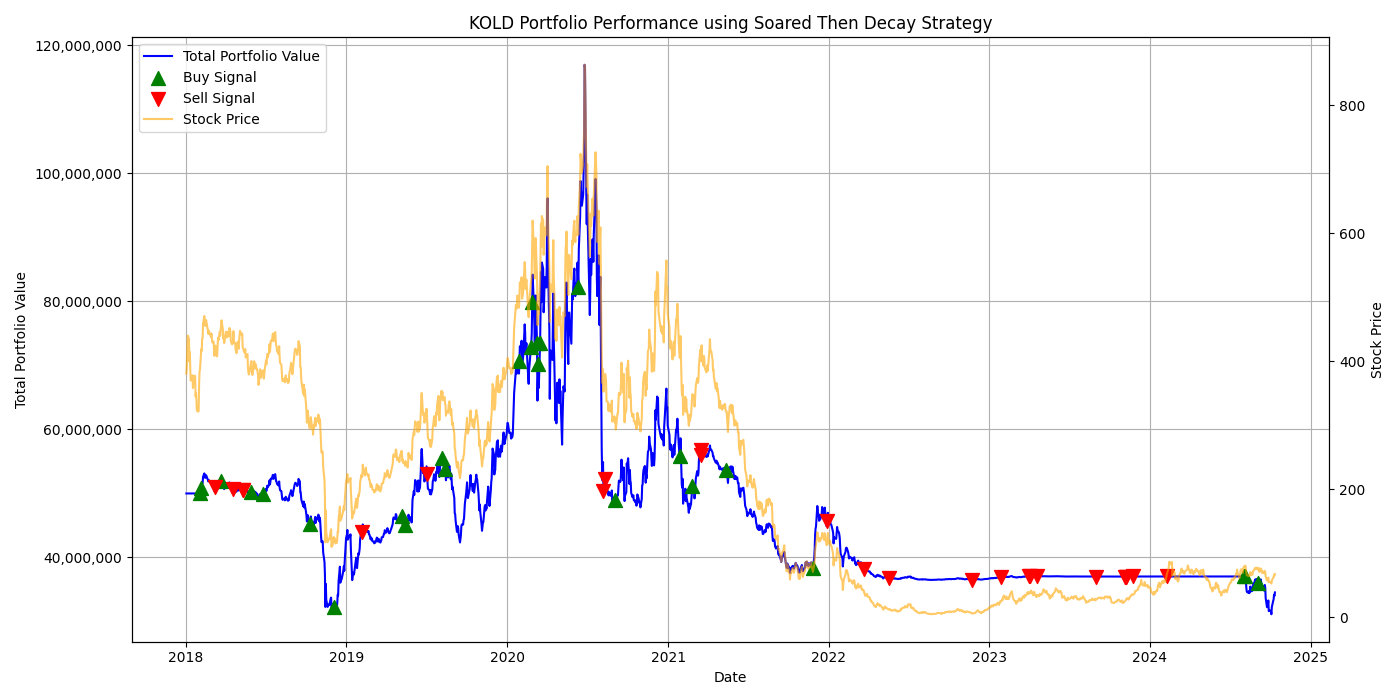 KOLD Portfolio Performance using Soared Then Decay Strategy
Total Portfolio Value
Buy Signal
Sell Signal
Stock Price
120,000,000
100,000,000
80,000,000
60,000,000
40,000,000
Total Portfolio Value
800
600
400
200
0
Stock Price
2018 2019 2020 2021 2022 2023 2024 2025
Date